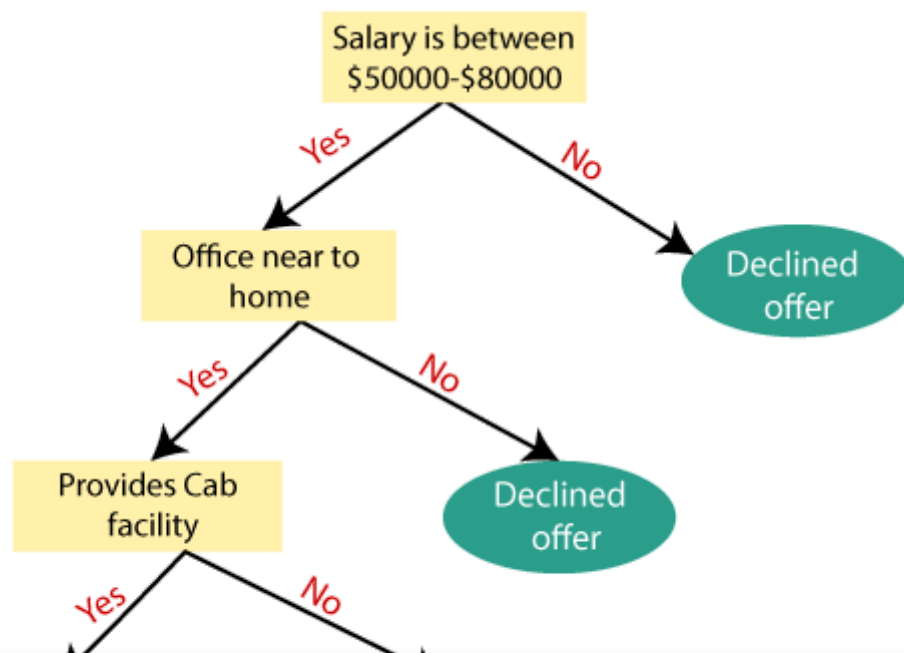 Salary is between
$50000-$80000
Yes
No
Office near to
home
Declined
offer
Yes
No
Provides Cab
facility
Declined
offer
Yes
No